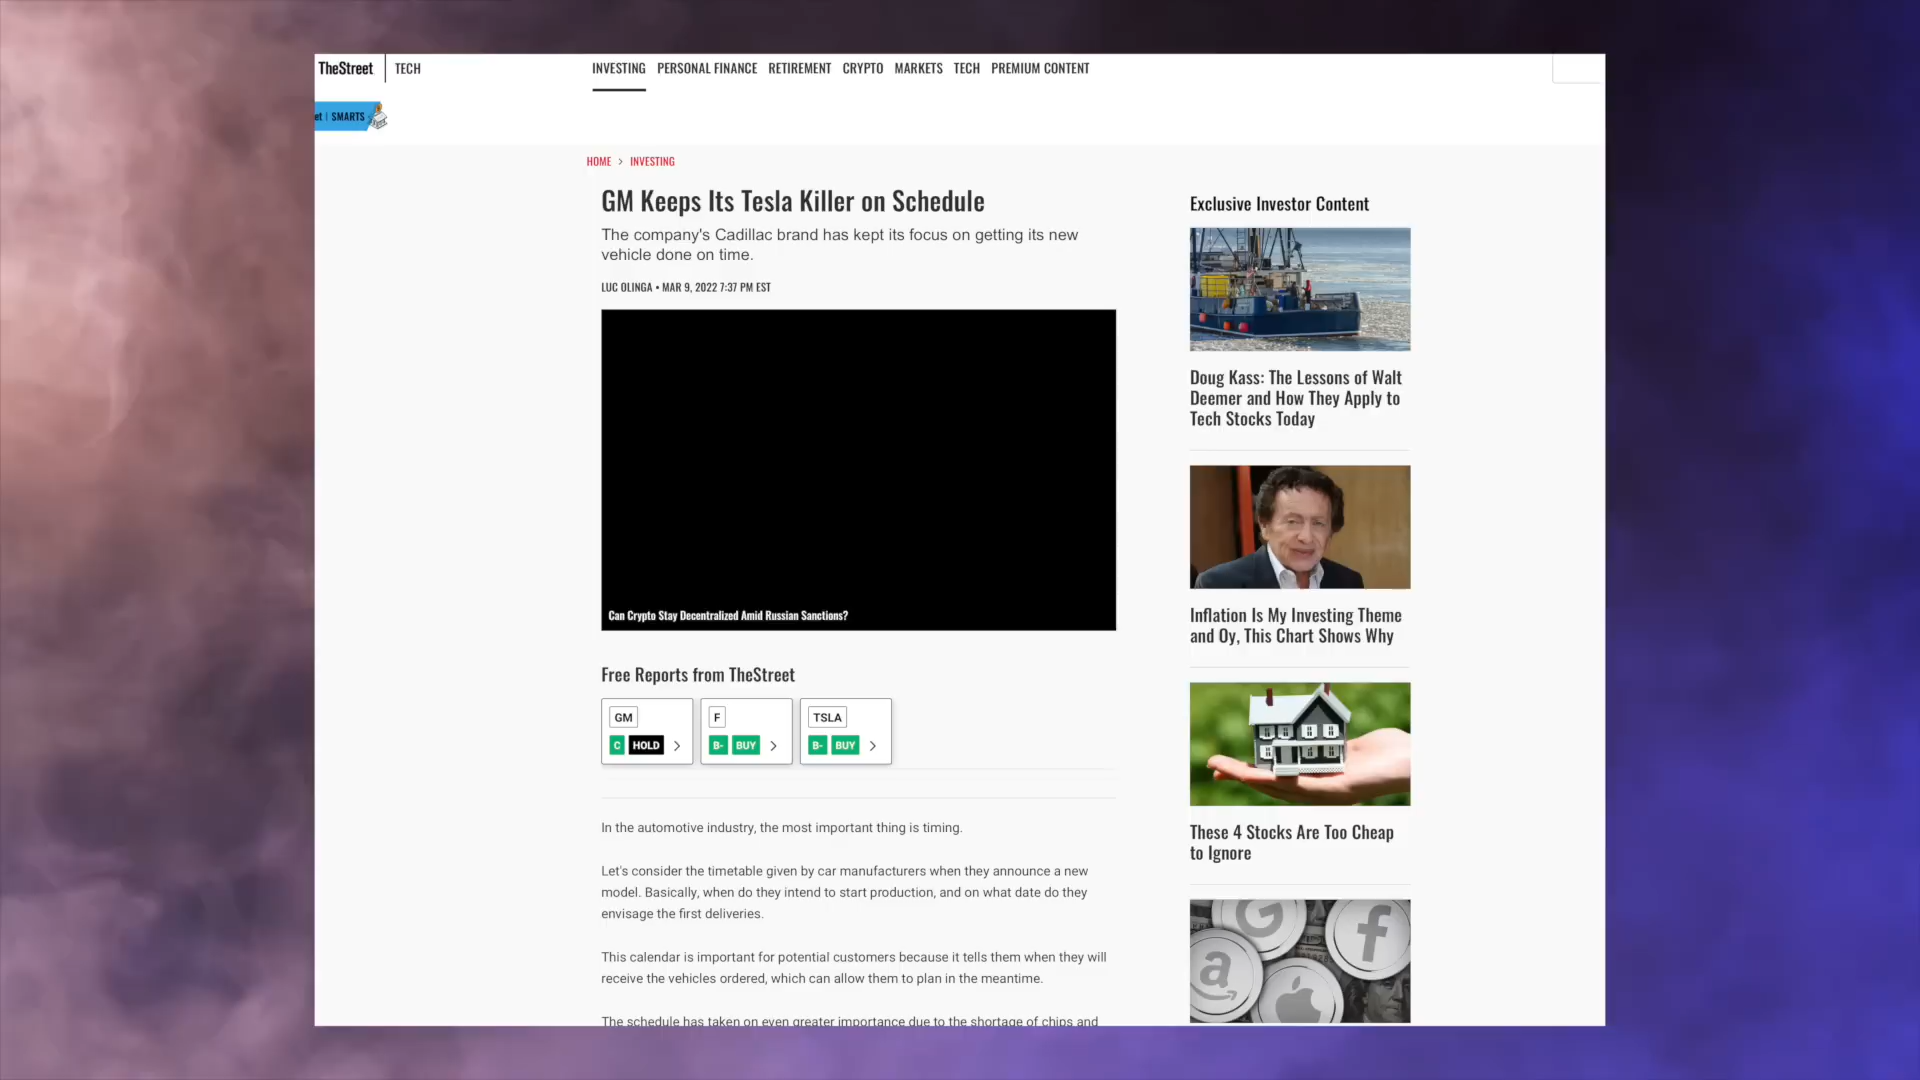 TheStreet
TECH
INVESTING PERSONAL FINANCE RETIREMENT CRYPTO MARKETS TECH PREMIUM CONTENT
et | SMARTS
HOME > INVESTING
GM Keeps Its Tesla Killer on Schedule
The company's Cadillac brand has kept its focus on getting its new
vehicle done on time.
LUC OLINGA • MAR 9, 2022 7:37 PM EST
Can Crypto Stay Decentralized Amid Russian Sanctions?
Free Reports from TheStreet
GM
C HOLD
F
B- BUY
TSLA
B- BUY
In the automotive industry, the most important thing is timing.
Let's consider the timetable given by car manufacturers when they announce a new
model. Basically, when do they intend to start production, and on what date do they
envisage the first deliveries.
This calendar is important for potential customers because it tells them when they will
receive the vehicles ordered, which can allow them to plan in the meantime.
The schedule has taken on even greater importance due to the shortage of chips and
Exclusive Investor Content
Doug Kass: The Lessons of Walt
Deemer and How They Apply to
Tech Stocks Today
Inflation Is My Investing Theme
and Oy, This Chart Shows Why
These 4 Stocks Are Too Cheap
to Ignore